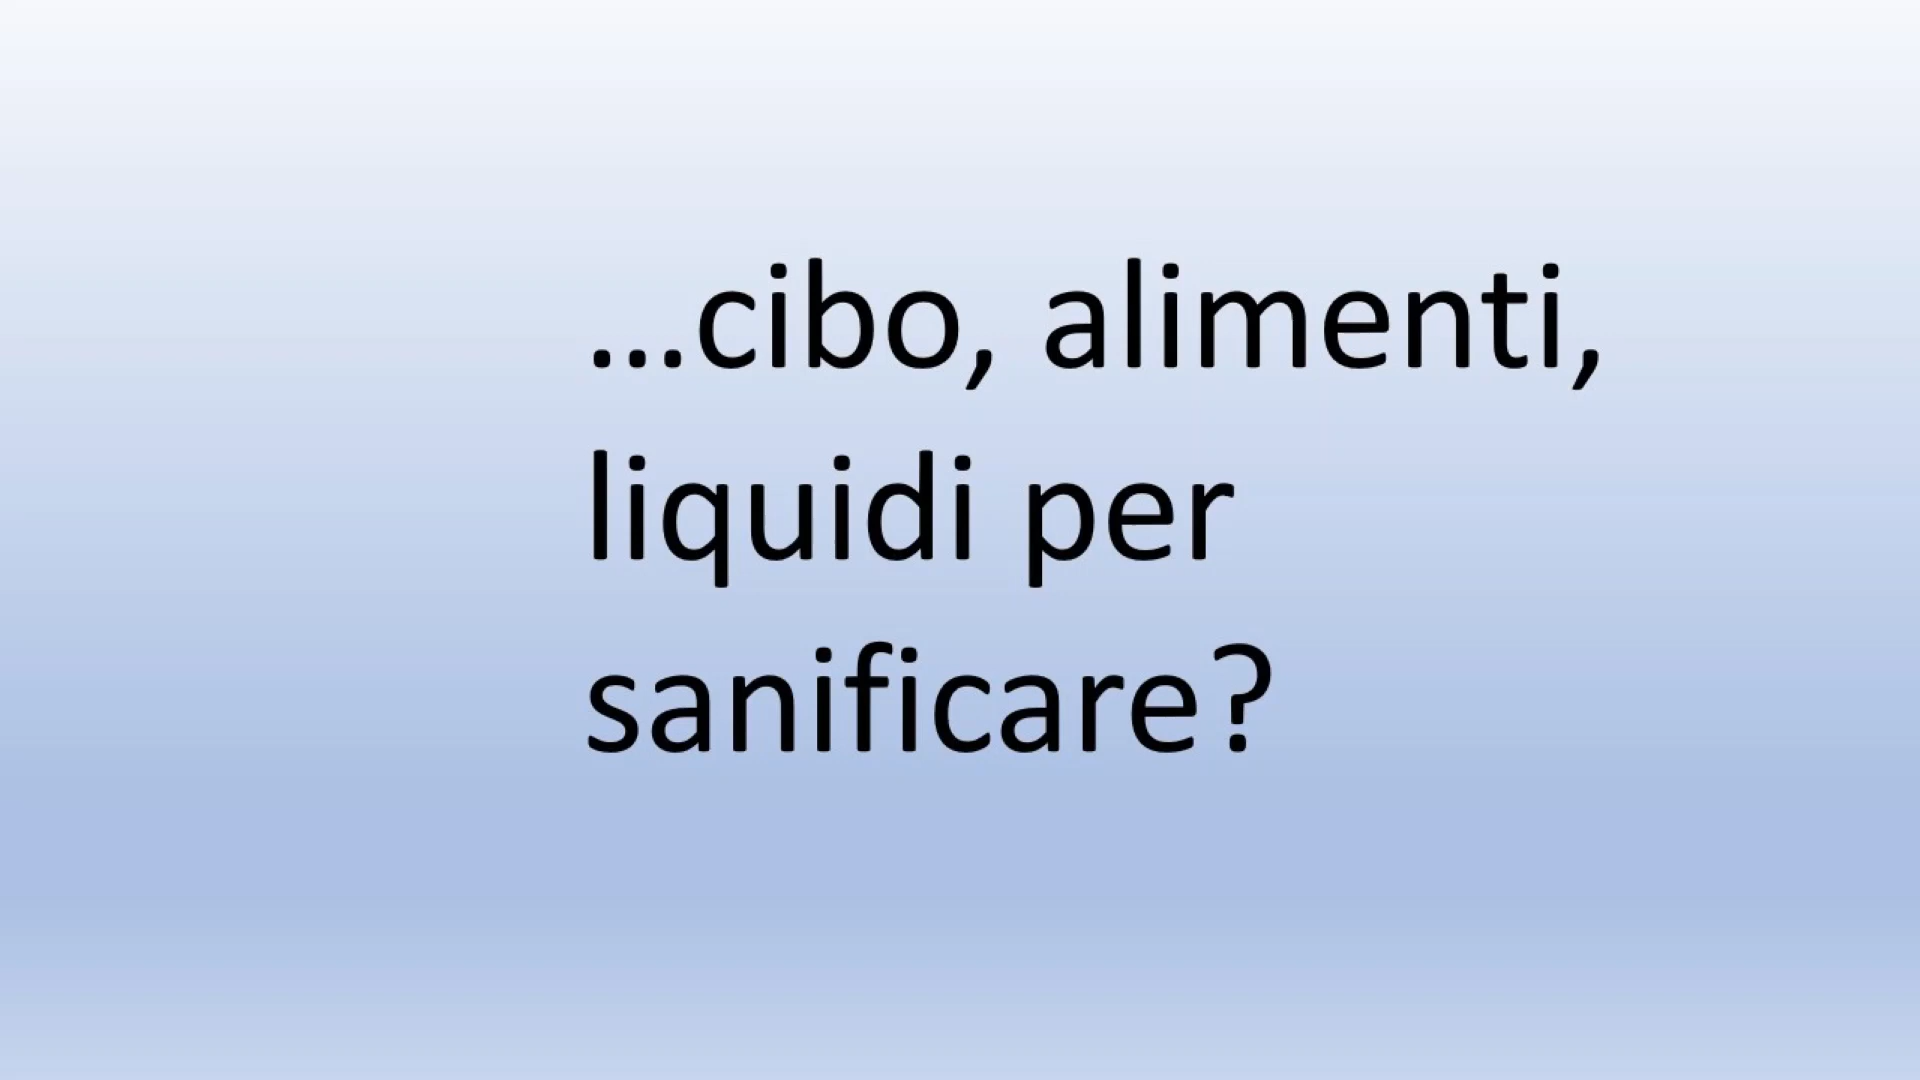 ...cibo, alimenti,
liquidi per
sanificare?